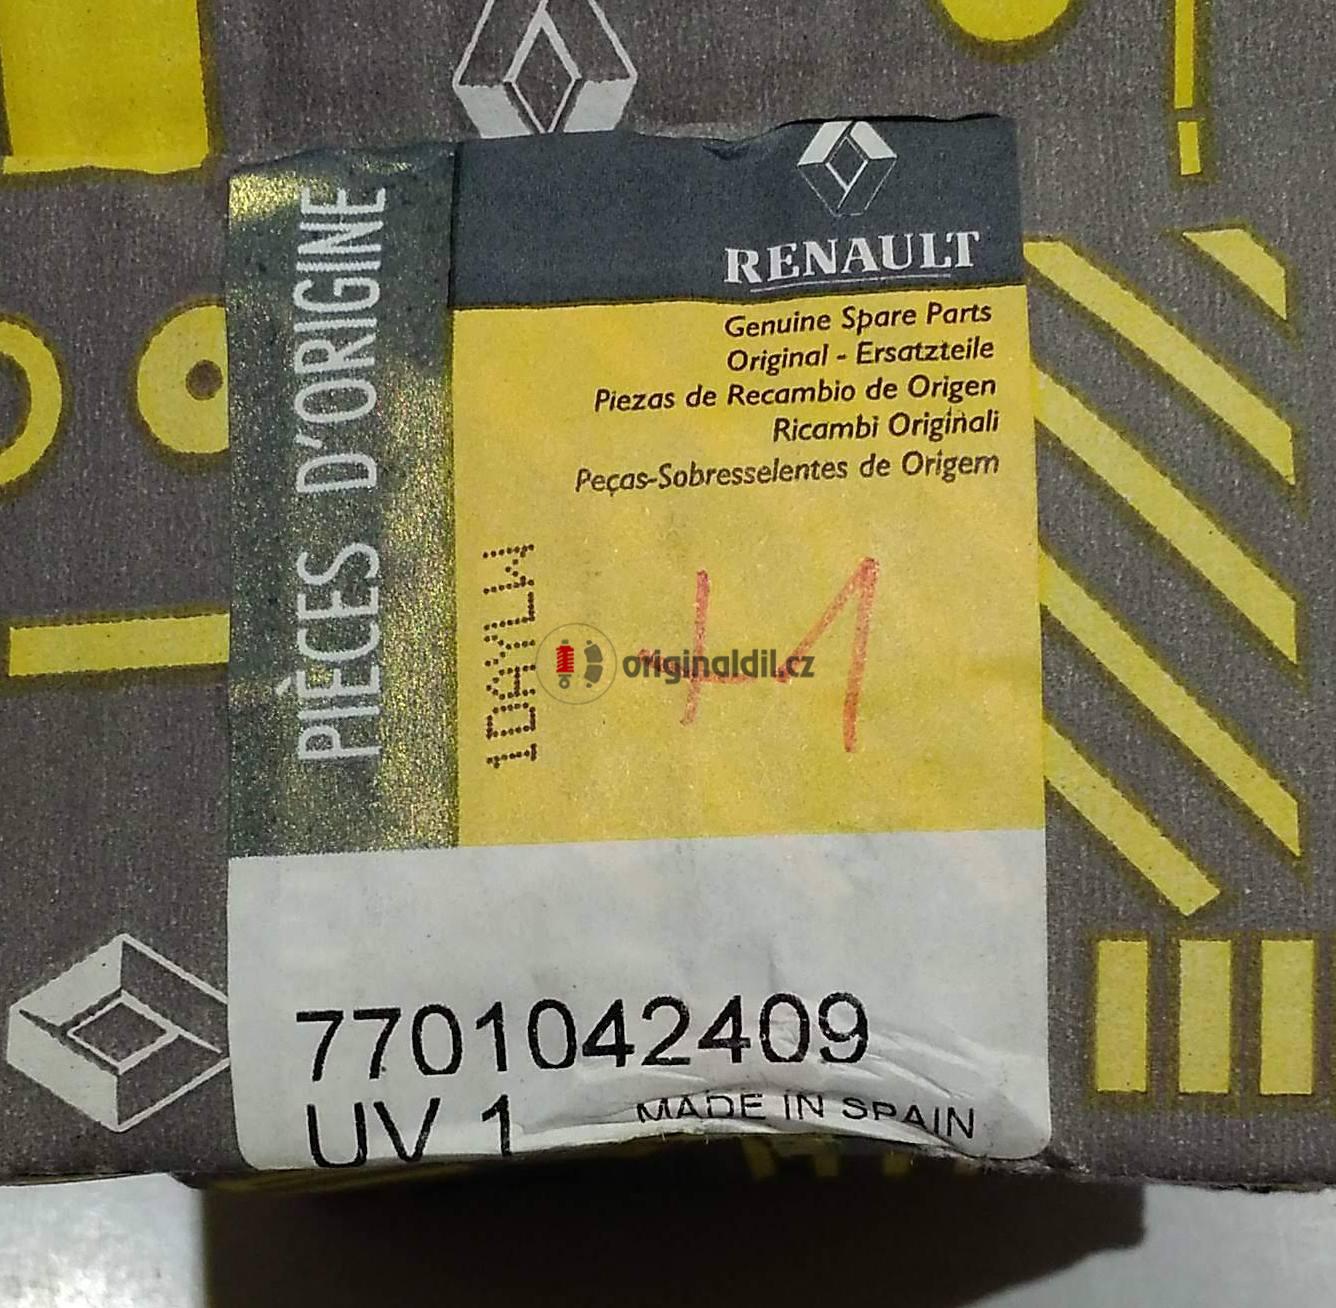 PIÈCES D'ORIGINE
RENAULT
Genuine Spare Parts
Original - Ersatzteile
Piezas de Recambio de Origen
Ricambi Originali
Peças-Sobresselentes de Origem
originaldil.cz
7701042409
UV 1
MADE IN SPAIN